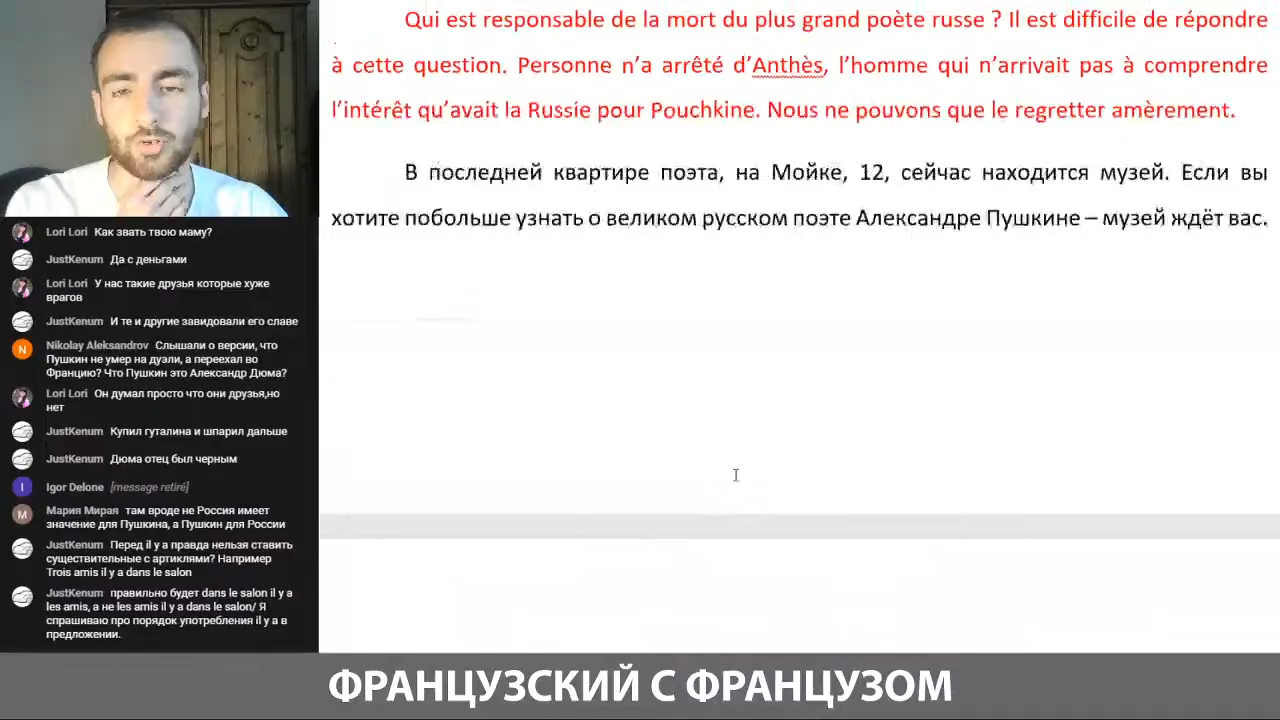 Qui est responsable de la mort du plus grand poète russe ? Il est difficile de répondre
à cette question. Personne n’a arrêté d’Anthès, l’homme qui n’arrivait pas à comprendre
l’intérêt qu’avait la Russie pour Pouchkine. Nous ne pouvons que le regretter amèrement.
В последней квартире поэта, на Мойке, 12, сейчас находится музей. Если вы
хотите побольше узнать о великом русском поэте Александре Пушкине – музей ждёт вас.
Lori Lori Как звать твою маму?
JustKenum Да с деньгами
Lori Lori У нас такие друзья которые хуже
врагов
JustKenum И те и другие завидовали его славе
N Nikolay Aleksandrov Слышали о версии, что
Пушкин не умер на дуэли, а переехал во
Францию? Что Пушкин это Александр Дюма?
Lori Lori Он думал просто что они друзья,но
нет
JustKenum Купил гуталина и шпарил дальше
JustKenum Дюма отец был черным
I Igor Delone [message retiré]
М Мария Мирая там вроде не Россия имеет
значение для Пушкина, а Пушкин для России
JustKenum Перед il y a правда нельзя ставить
существительные с артиклями? Например
Trois amis il y a dans le salon
JustKenum правильно будет dans le salon il y a
les amis, а не les amis il y a dans le salon/ Я
спрашиваю про порядок употребления il y a в
предложении.
ФРАНЦУЗСКИЙ С ФРАНЦУЗОМ